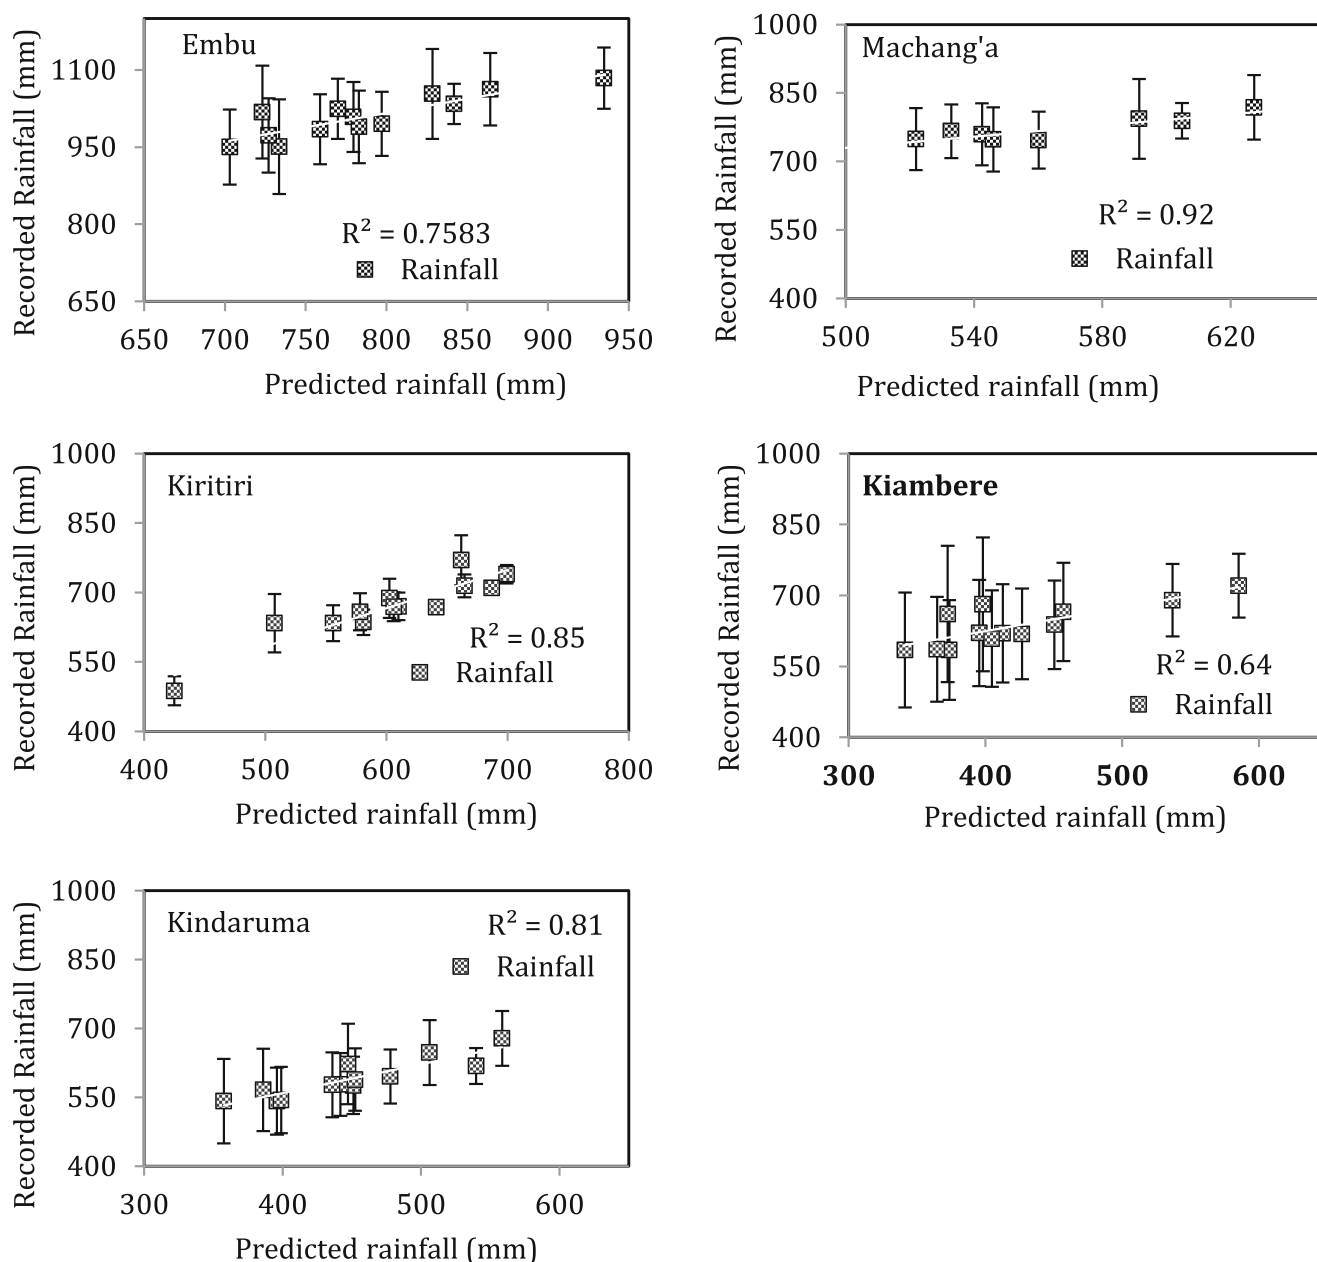 Embu
Recorded Rainfall (mm)
1100
950
800
650
R² = 0.7583
Rainfall
650 700 750 800 850 900 950
Predicted rainfall (mm)
Machang'a
Recorded Rainfall (mm)
1000
850
700
550
400
R² = 0.92
Rainfall
500 540 580 620
Predicted rainfall (mm)
Kiritiri
Recorded Rainfall (mm)
1000
850
700
550
400
R² = 0.85
Rainfall
400 500 600 700 800
Predicted rainfall (mm)
Kiambere
Recorded Rainfall (mm)
1000
850
700
550
400
R² = 0.64
Rainfall
300 400 500 600
Predicted rainfall (mm)
Kindaruma
Recorded Rainfall (mm)
1000
850
700
550
400
R² = 0.81
Rainfall
300 400 500 600
Predicted rainfall (mm)